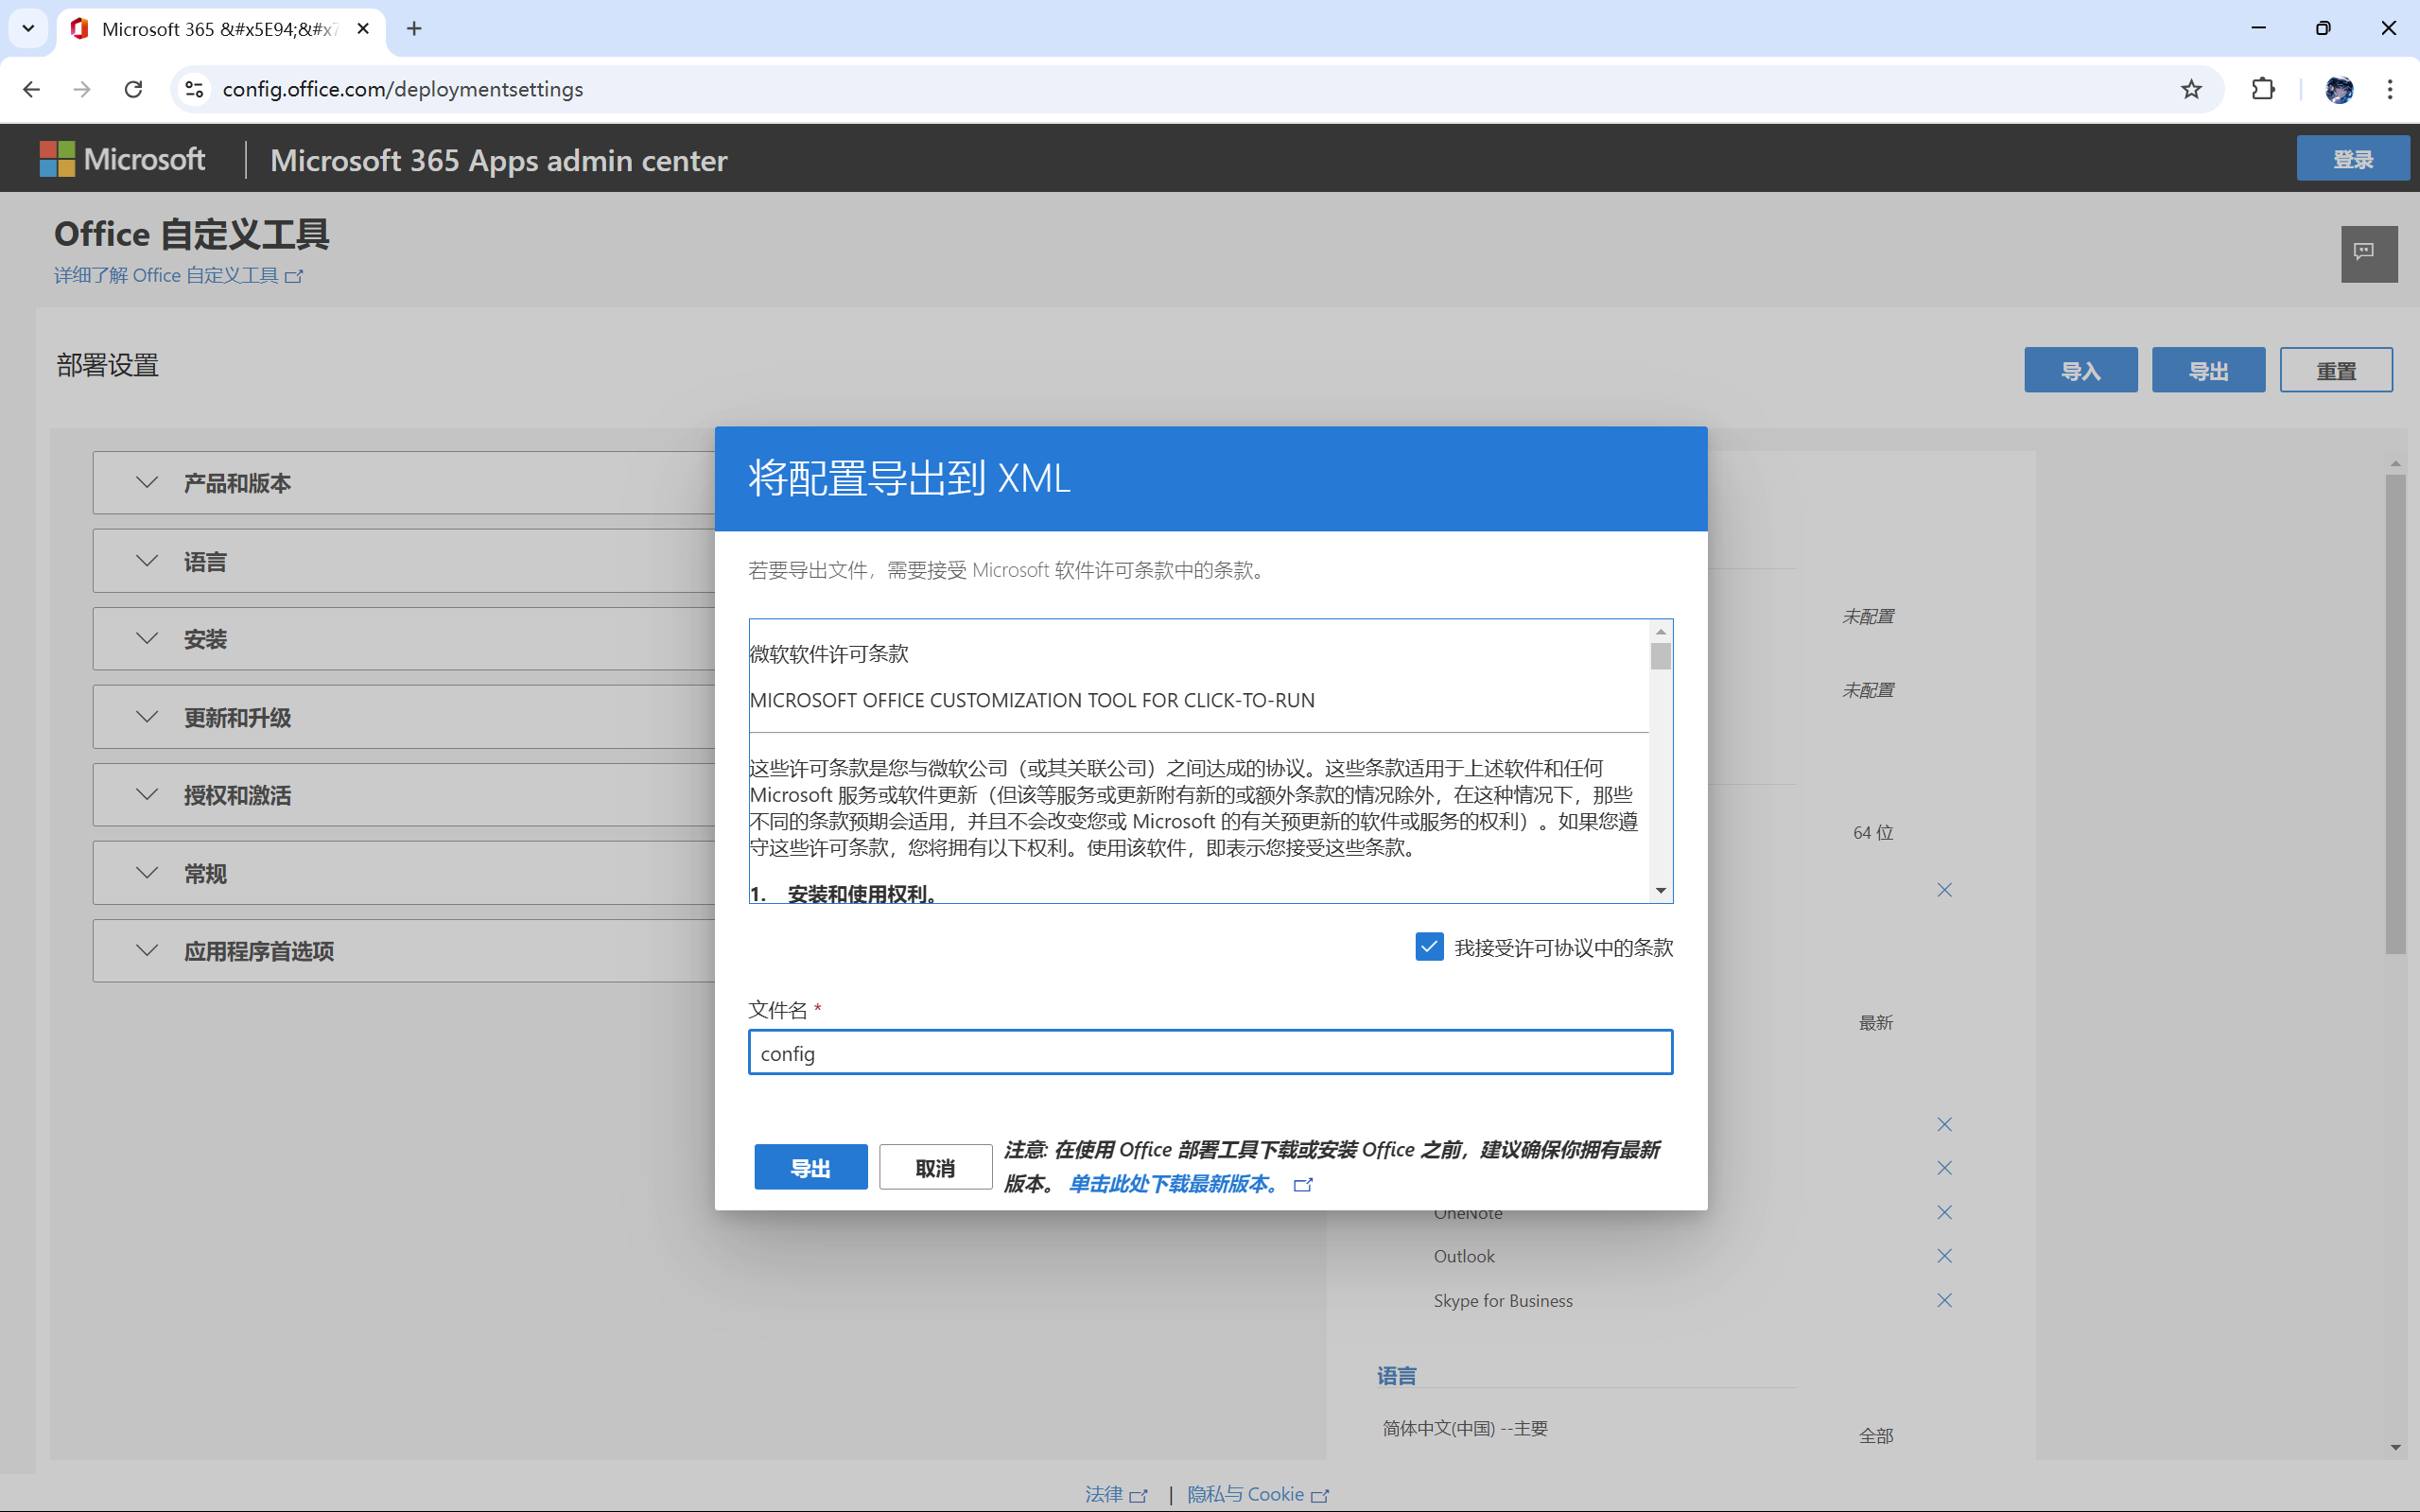 Microsoft 365 &#x5E94;&#x7
config.office.com/deploymentsettings
Microsoft
Microsoft 365 Apps admin center
登录
Office 自定义工具
详细了解 Office 自定义工具
部署设置
导入
导出
重置
产品和版本
语言
安装
更新和升级
授权和激活
常规
应用程序首选项
将配置导出到 XML
若要导出文件，需要接受 Microsoft 软件许可条款中的条款。
微软软件许可条款
MICROSOFT OFFICE CUSTOMIZATION TOOL FOR CLICK-TO-RUN
这些许可条款是您与微软公司（或其关联公司）之间达成的协议。这些条款适用于上述软件和任何
Microsoft 服务或软件更新（但该等服务或更新附有新的或额外条款的情况除外，在这种情况下，那些
不同的条款预期会适用，并且不会改变您或 Microsoft 的有关预更新的软件或服务的权利）。如果您遵
守这些许可条款，您将拥有以下权利。使用该软件，即表示您接受这些条款。
1. 安装和使用权利。
我接受许可协议中的条款
文件名 *
config
导出
取消
注意: 在使用 Office 部署工具下载或安装 Office 之前，建议确保你拥有最新
版本。 单击此处下载最新版本。
未配置
未配置
64 位
最新
OneNote
Outlook
Skype for Business
语言
简体中文(中国) --主要
全部
法律 | 隐私与 Cookie